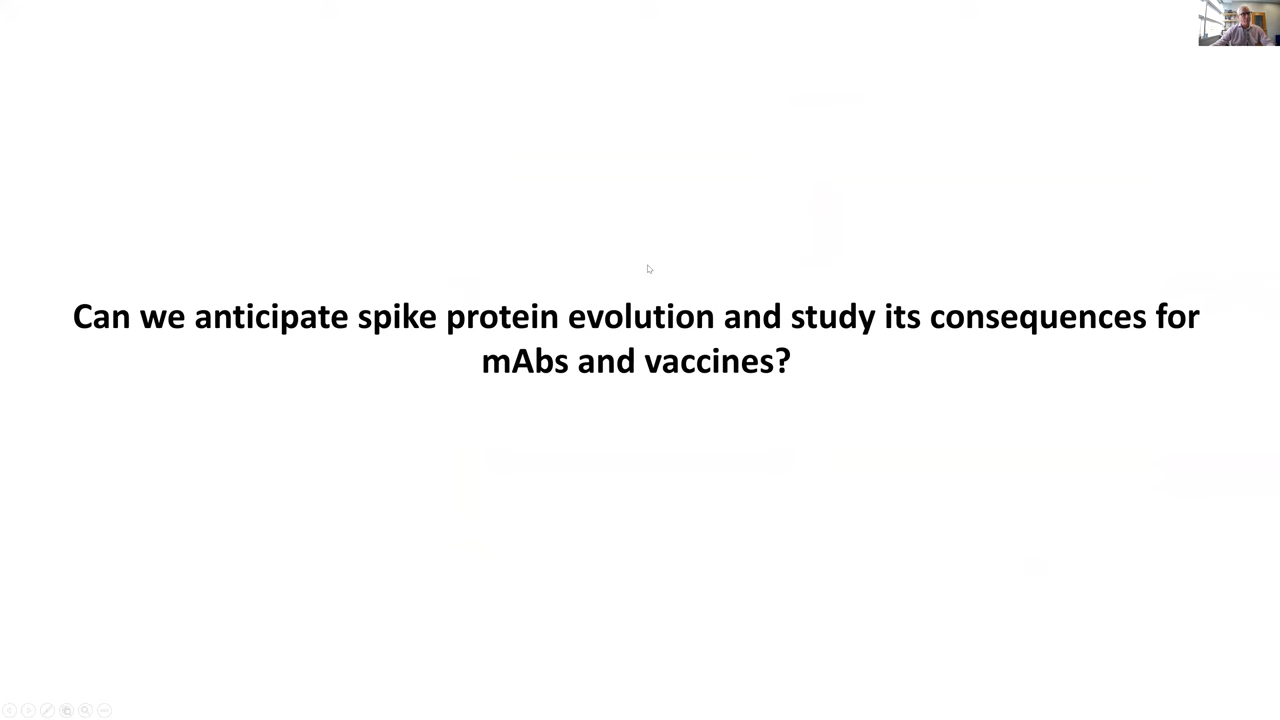 Can we anticipate spike protein evolution and study its consequences for
mAbs and vaccines?